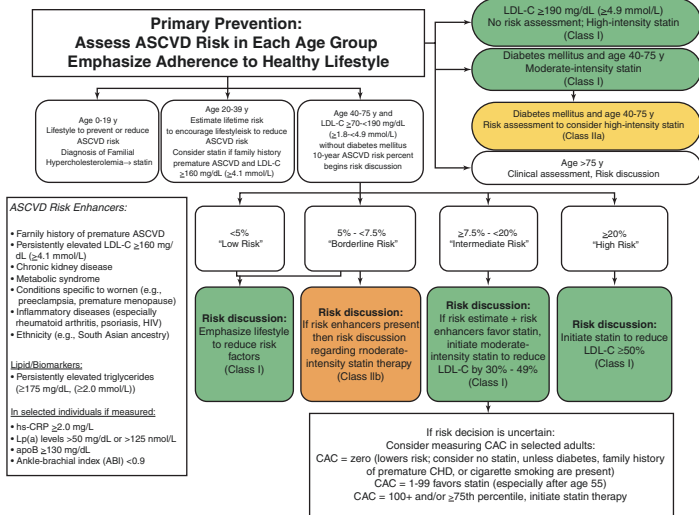 Primary Prevention:
Assess ASCVD Risk in Each Age Group
Emphasize Adherence to Healthy Lifestyle
LDL-C ≥190 mg/dL (≥4.9 mmol/L)
No risk assessment; High-intensity statin
(Class I)
Diabetes mellitus and age 40-75 y
Moderate-intensity statin
(Class I)
Diabetes mellitus and age 40-75 y
Risk assessment to consider high-intensity statin
(Class IIa)
Age >75 y
Clinical assessment, Risk discussion
Age 0-19 y
Lifestyle to prevent or reduce
ASCVD risk
Diagnosis of Familial
Hypercholesterolemia→ statin
Age 20-39 y
Estimate lifetime risk
to encourage lifestyleisk to reduce
ASCVD risk
Consider statin if family history
premature ASCVD and LDL-C
≥160 mg/dL (≥4.1 mmol/L)
Age 40-75 y and
LDL-C ≥70-<190 mg/dL
(≥1.8-<4.9 mmol/L)
without diabetes mellitus
10-year ASCVD risk percent
begins risk discussion
ASCVD Risk Enhancers:
• Farnily history of premature ASCVD
• Persistently elevated LDL-C ≥160 mg/
dL (≥4.1 mmol/L)
• Chronic kidney disease
• Metabolic syndrome
• Conditions specific to wornen (e.g.,
preeclampsia, premature menopause)
• Inflammatory diseases (especially
rheumatoid arthritis, psoriasis, HIV)
• Ethnicity (e.g., South Asian ancestry)
Lipid/Biomarkers:
• Persistently elevated triglycerides
(≥175 mg/dL, (≥2.0 mmol/L))
In selected individuals if measured:
• hs-CRP ≥2.0 mg/L
• Lp(a) levels >50 mg/dL or >125 nmol/L
• apoB ≥130 mg/dL
• Ankle-brachial index (ABI) <0.9
<5%
“Low Risk”
5% - <7.5%
“Borderline Risk”
≥7.5% - <20%
“Intermediate Risk”
≥20%
“High Risk”
Risk discussion:
Emphasize lifestyle
to reduce risk
factors
(Class I)
Risk discussion:
If risk enhancers present
then risk discussion
regarding rnoderate-
intensity statin therapy
(Class IIb)
Risk discussion:
If risk estimate + risk
enhancers favor statin,
initiate moderate-
intensity statin to reduce
LDL-C by 30% - 49%
(Class I)
Risk discussion:
Initiate statin to reduce
LDL-C ≥50%
(Class I)
If risk decision is uncertain:
Consider measuring CAC in selected adults:
CAC = zero (lowers risk; consider no statin, unless diabetes, family history
of premature CHD, or cigarette smoking are present)
CAC = 1-99 favors statin (especially after age 55)
CAC = 100+ and/or ≥75th percentile, initiate statin therapy